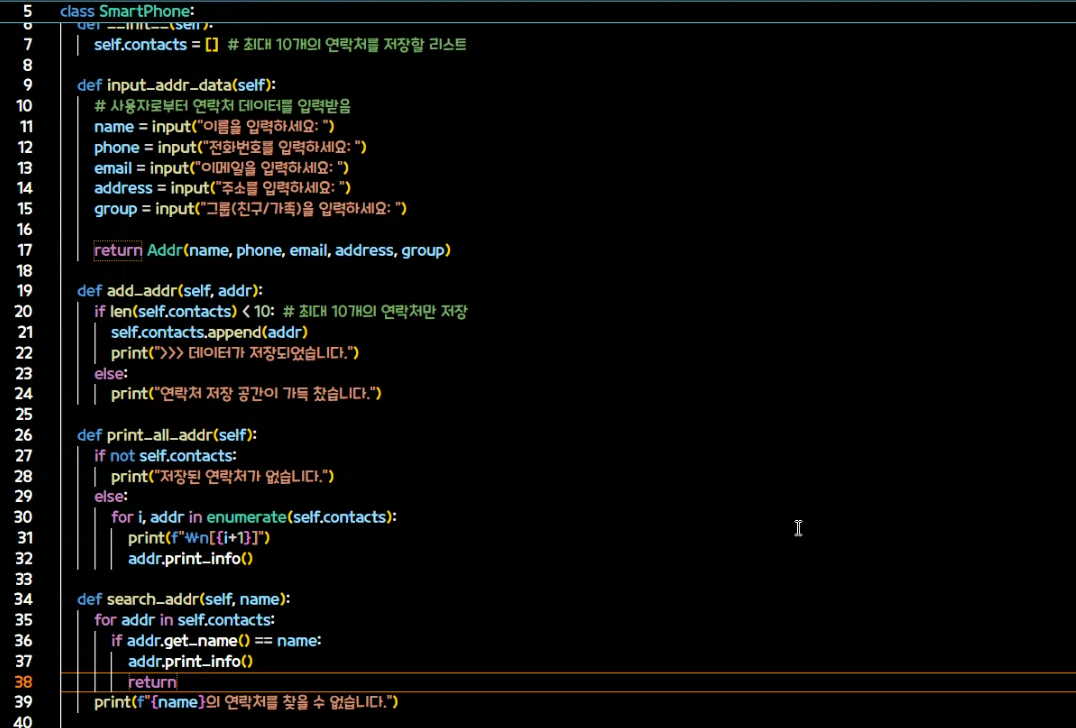 5 class SmartPhone:
6 def __init__(self):
7 self.contacts = [] # 최대 10개의 연락처를 저장할 리스트
8
9 def input_addr_data(self):
10 # 사용자로부터 연락처 데이터를 입력받음
11 name = input("이름을 입력하세요: ")
12 phone = input("전화번호를 입력하세요: ")
13 email = input("이메일을 입력하세요: ")
14 address = input("주소를 입력하세요: ")
15 group = input("그룹(친구/가족)을 입력하세요: ")
16
17 return Addr(name, phone, email, address, group)
18
19 def add_addr(self, addr):
20 if len(self.contacts) < 10: # 최대 10개의 연락처만 저장
21 self.contacts.append(addr)
22 print(">>> 데이터가 저장되었습니다.")
23 else:
24 print("연락처 저장 공간이 가득 찼습니다.")
25
26 def print_all_addr(self):
27 if not self.contacts:
28 print("저장된 연락처가 없습니다.")
29 else:
30 for i, addr in enumerate(self.contacts):
31 print(f"₩n[{i+1}]")
32 addr.print_info()
33
34 def search_addr(self, name):
35 for addr in self.contacts:
36 if addr.get_name() == name:
37 addr.print_info()
38 return
39 print(f"{name}의 연락처를 찾을 수 없습니다.")
40